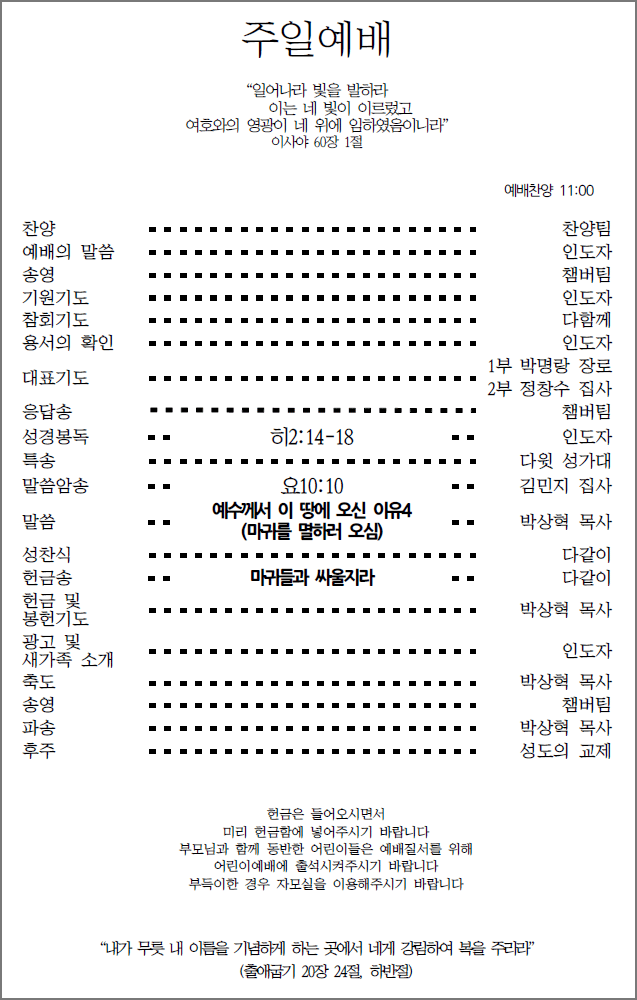 주일예배
“일어나라 빛을 발하라
이는 네 빛이 이르렀고
여호와의 영광이 네 위에 임하였음이니라”
이사야 60장 1절
예배찬양 11:00
찬양 찬양팀
예배의 말씀 인도자
송영 챔버팀
기원기도 인도자
참회기도 다함께
용서의 확인 인도자
대표기도 1부 박명랑 장로
2부 정창수 집사
응답송 챔버팀
성경봉독 히2:14-18 인도자
특송 다윗 성가대
말씀암송 요10:10 김민지 집사
말씀 예수께서 이 땅에 오신 이유4 박상혁 목사
(마귀를 멸하러 오심)
성찬식 다같이
헌금송 마귀들과 싸울지라 다같이
헌금 및
봉헌기도 박상혁 목사
광고 및
새가족 소개 인도자
축도 박상혁 목사
송영 챔버팀
파송 박상혁 목사
후주 성도의 교제
헌금은 들어오시면서
미리 헌금함에 넣어주시기 바랍니다
부모님과 함께 동반한 어린이들은 예배질서를 위해
어린이예배에 출석시켜주시기 바랍니다
부득이한 경우 자모실을 이용해주시기 바랍니다
“내가 무릇 내 이름을 기념하게 하는 곳에서 네게 강림하여 복을 주리라”
(출애굽기 20장 24절, 하반절)